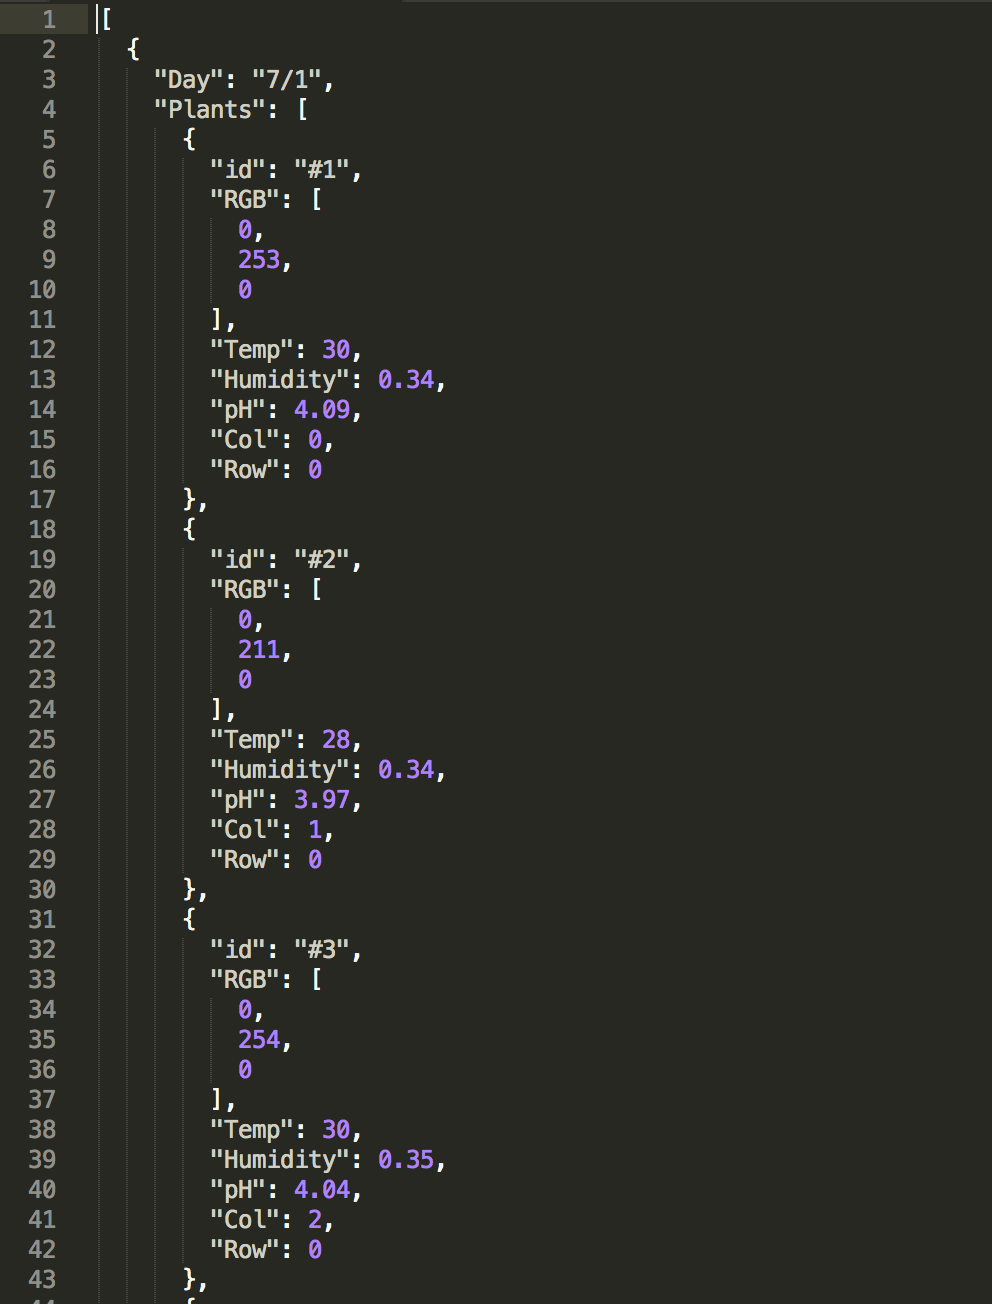 1 [
2 {
3 "Day": "7/1",
4 "Plants": [
5 {
6 "id": "#1",
7 "RGB": [
8 0,
9 253,
10 0
11 ],
12 "Temp": 30,
13 "Humidity": 0.34,
14 "pH": 4.09,
15 "Col": 0,
16 "Row": 0
17 },
18 {
19 "id": "#2",
20 "RGB": [
21 0,
22 211,
23 0
24 ],
25 "Temp": 28,
26 "Humidity": 0.34,
27 "pH": 3.97,
28 "Col": 1,
29 "Row": 0
30 },
31 {
32 "id": "#3",
33 "RGB": [
34 0,
35 254,
36 0
37 ],
38 "Temp": 30,
39 "Humidity": 0.35,
40 "pH": 4.04,
41 "Col": 2,
42 "Row": 0
43 },
44 {